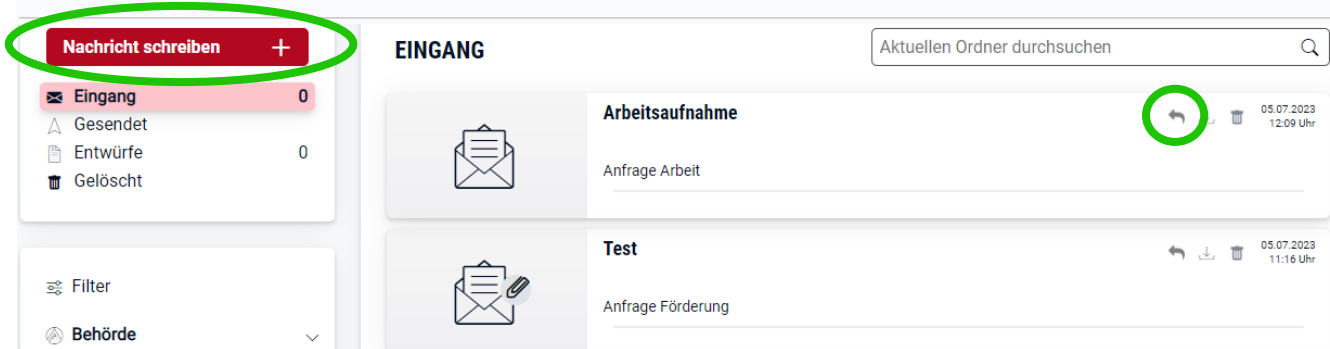 Nachricht schreiben +
Eingang 0
Gesendet
Entwürfe 0
Gelöscht
Filter
Behörde
EINGANG
Aktuellen Ordner durchsuchen
Arbeitsaufnahme
05.07.2023
12:09 Uhr
Anfrage Arbeit
Test
05.07.2023
11:16 Uhr
Anfrage Förderung